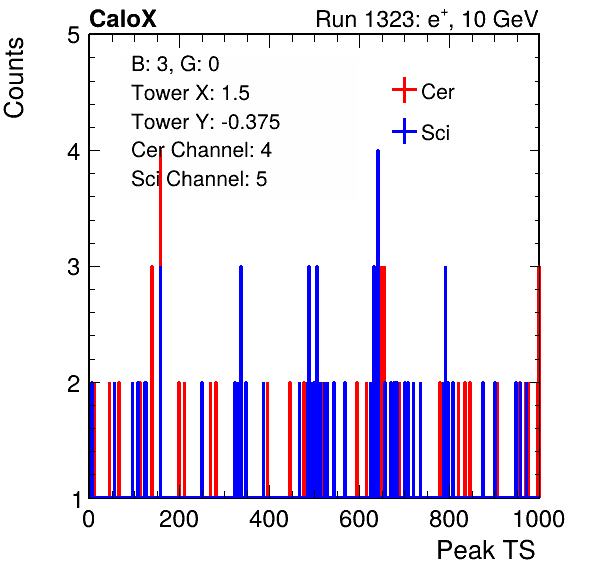 CaloX Run 1323: e⁺, 10 GeV
Counts
5
4
3
2
1
B: 3, G: 0
Tower X: 1.5
Tower Y: -0.375
Cer Channel: 4
Sci Channel: 5
Cer
Sci
0 200 400 600 800 1000
Peak TS